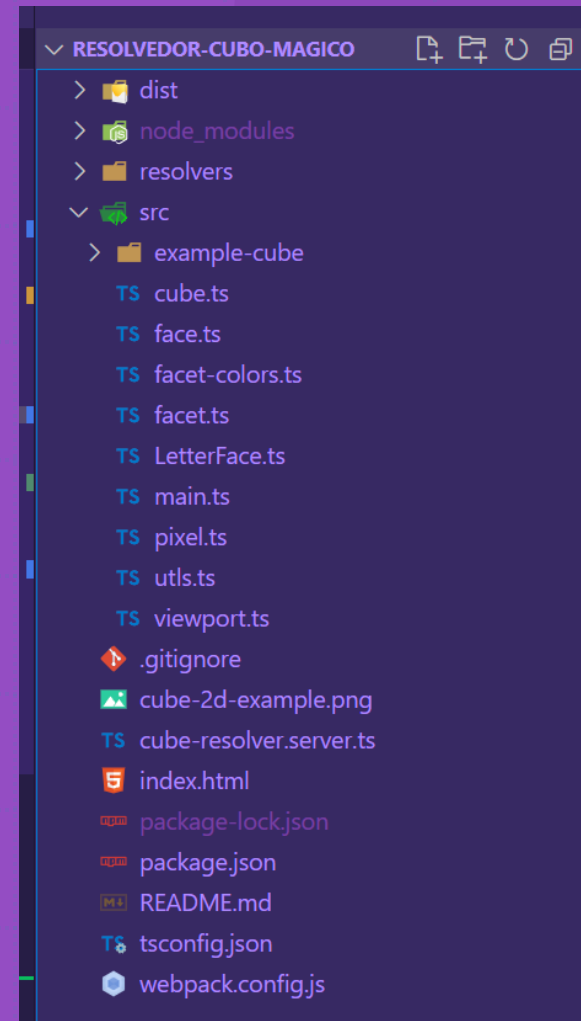 RESOLVEDOR-CUBO-MAGICO
dist
node_modules
resolvers
src
example-cube
TS cube.ts
TS face.ts
TS facet-colors.ts
TS facet.ts
TS LetterFace.ts
TS main.ts
TS pixel.ts
TS utls.ts
TS viewport.ts
.gitignore
cube-2d-example.png
TS cube-resolver.server.ts
index.html
package-lock.json
package.json
README.md
TS tsconfig.json
webpack.config.js